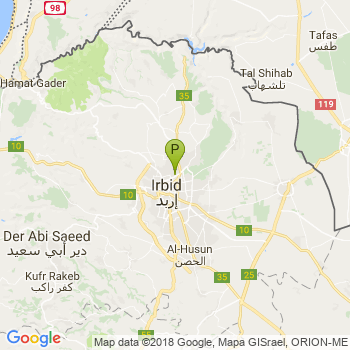 98
Tafas
طفس
Hamat Gader
Tal Shihab
تلشهاب
35
119
P
10
10
Irbid
إربد
10
Der Abi Saeed
دير أبي سعيد
10
Al-Husun
الحصن
Kufr Rakeb
كفر راكب
35
25
55
Google
Map data ©2018 Google, Mapa GISrael, ORION-ME